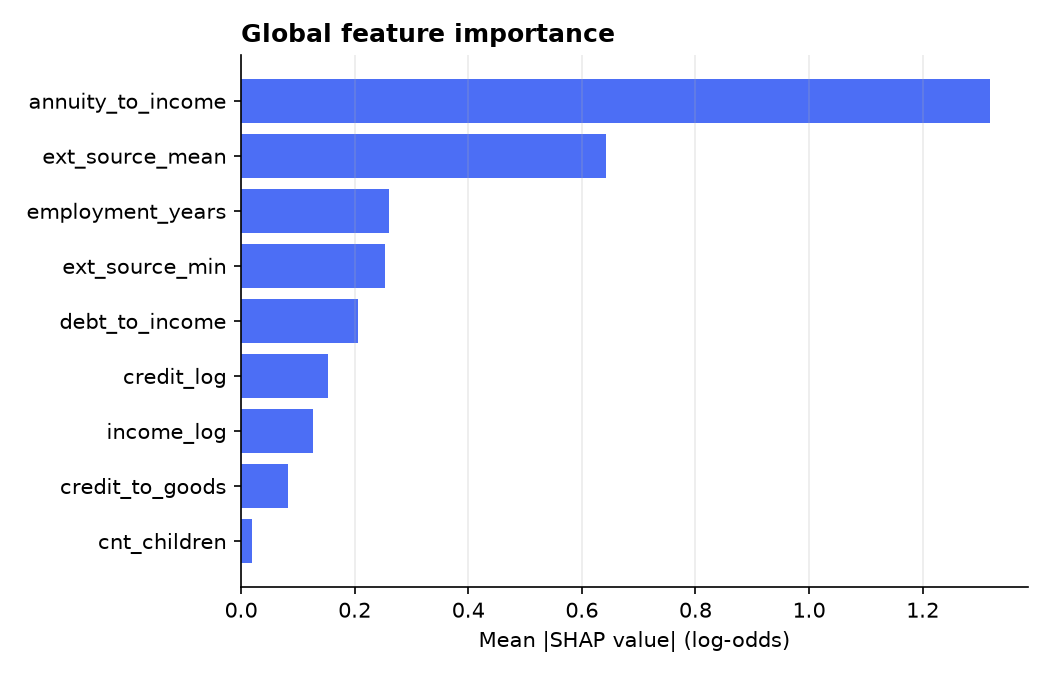 Global feature importance
annuity_to_income
ext_source_mean
employment_years
ext_source_min
debt_to_income
credit_log
income_log
credit_to_goods
cnt_children
0.0 0.2 0.4 0.6 0.8 1.0 1.2
Mean |SHAP value| (log-odds)